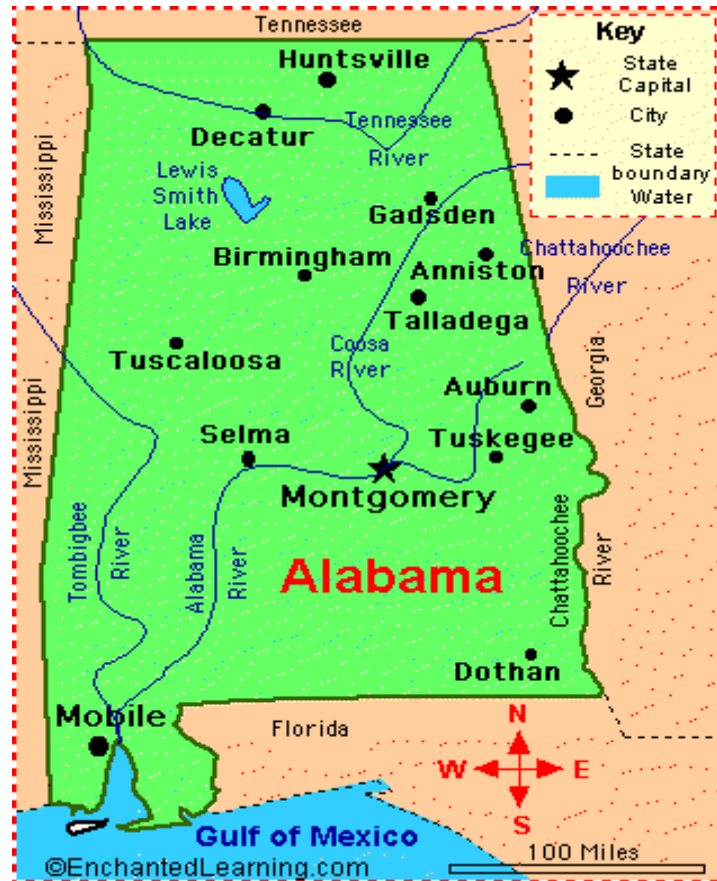 Tennessee
Key
State
Capital
City
State
boundary
Water
Huntsville
Decatur
Tennessee
River
Mississippi
Lewis
Smith
Lake
Gadsden
Birmingham
Anniston
Chattahoochee
River
Talladega
Tuscaloosa
Coosa
River
Georgia
Auburn
Selma
Tuskegee
Mississippi
Montgomery
Tombigbee
River
Alabama
River
Alabama
Chattahoochee
River
Dothan
Mobile
Florida
N
W
E
S
Gulf of Mexico
100 Miles
©EnchantedLearning.com